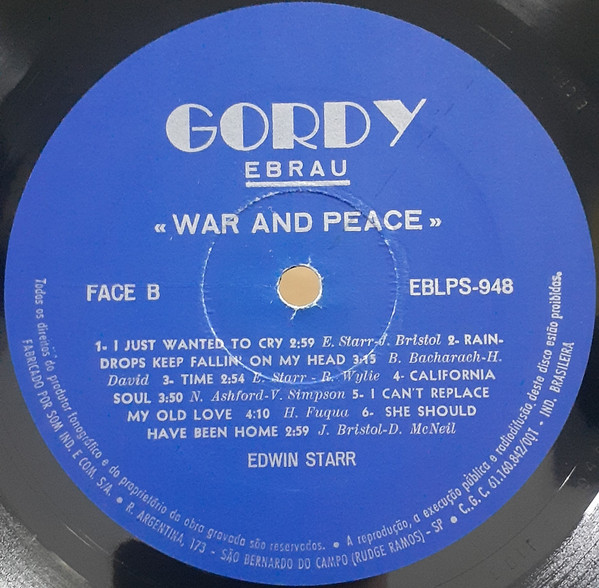 GORDY
EBRAU
« WAR AND PEACE »
FACE B
EBLPS-948
1- I JUST WANTED TO CRY 2:59 E. Starr-J. Bristol 2- RAIN-
DROPS KEEP FALLIN' ON MY HEAD 3:15 B. Bacharach-H.
David 3- TIME 2:54 E. Starr - R. Wylie 4- CALIFORNIA
SOUL 3:50 N. Ashford-V. Simpson 5- I CAN'T REPLACE
MY OLD LOVE 4:10 H. Fuqua 6- SHE SHOULD
HAVE BEEN HOME 2:59 J. Bristol-D. McNeil
EDWIN STARR
Todos os direitos do produtor fonográfico e do proprietário da obra gravada são reservados. • A reprodução, a execução pública e radiodifusão deste disco estão proibidas.
FABRICADO POR SOM IND. E COM. S/A. • R. ARGENTINA, 173 - SÃO BERNARDO DO CAMPO (RUDGE RAMOS) - SP • C.G.C. 61.160.842/001 - IND. BRASILEIRA